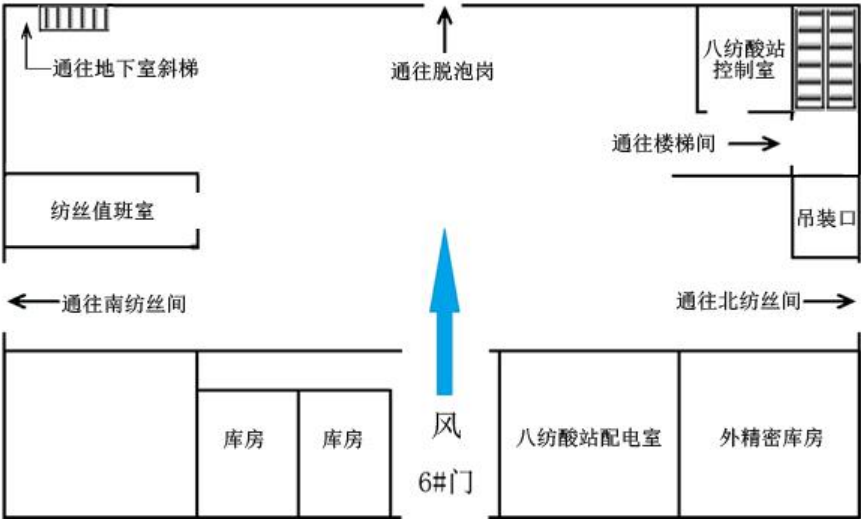 通往地下室斜梯
通往脱泡岗
八纺酸站
控制室
通往楼梯间
纺丝值班室
吊装口
通往南纺丝间
通往北纺丝间
库房
库房
风
6#门
八纺酸站配电室
外精密库房